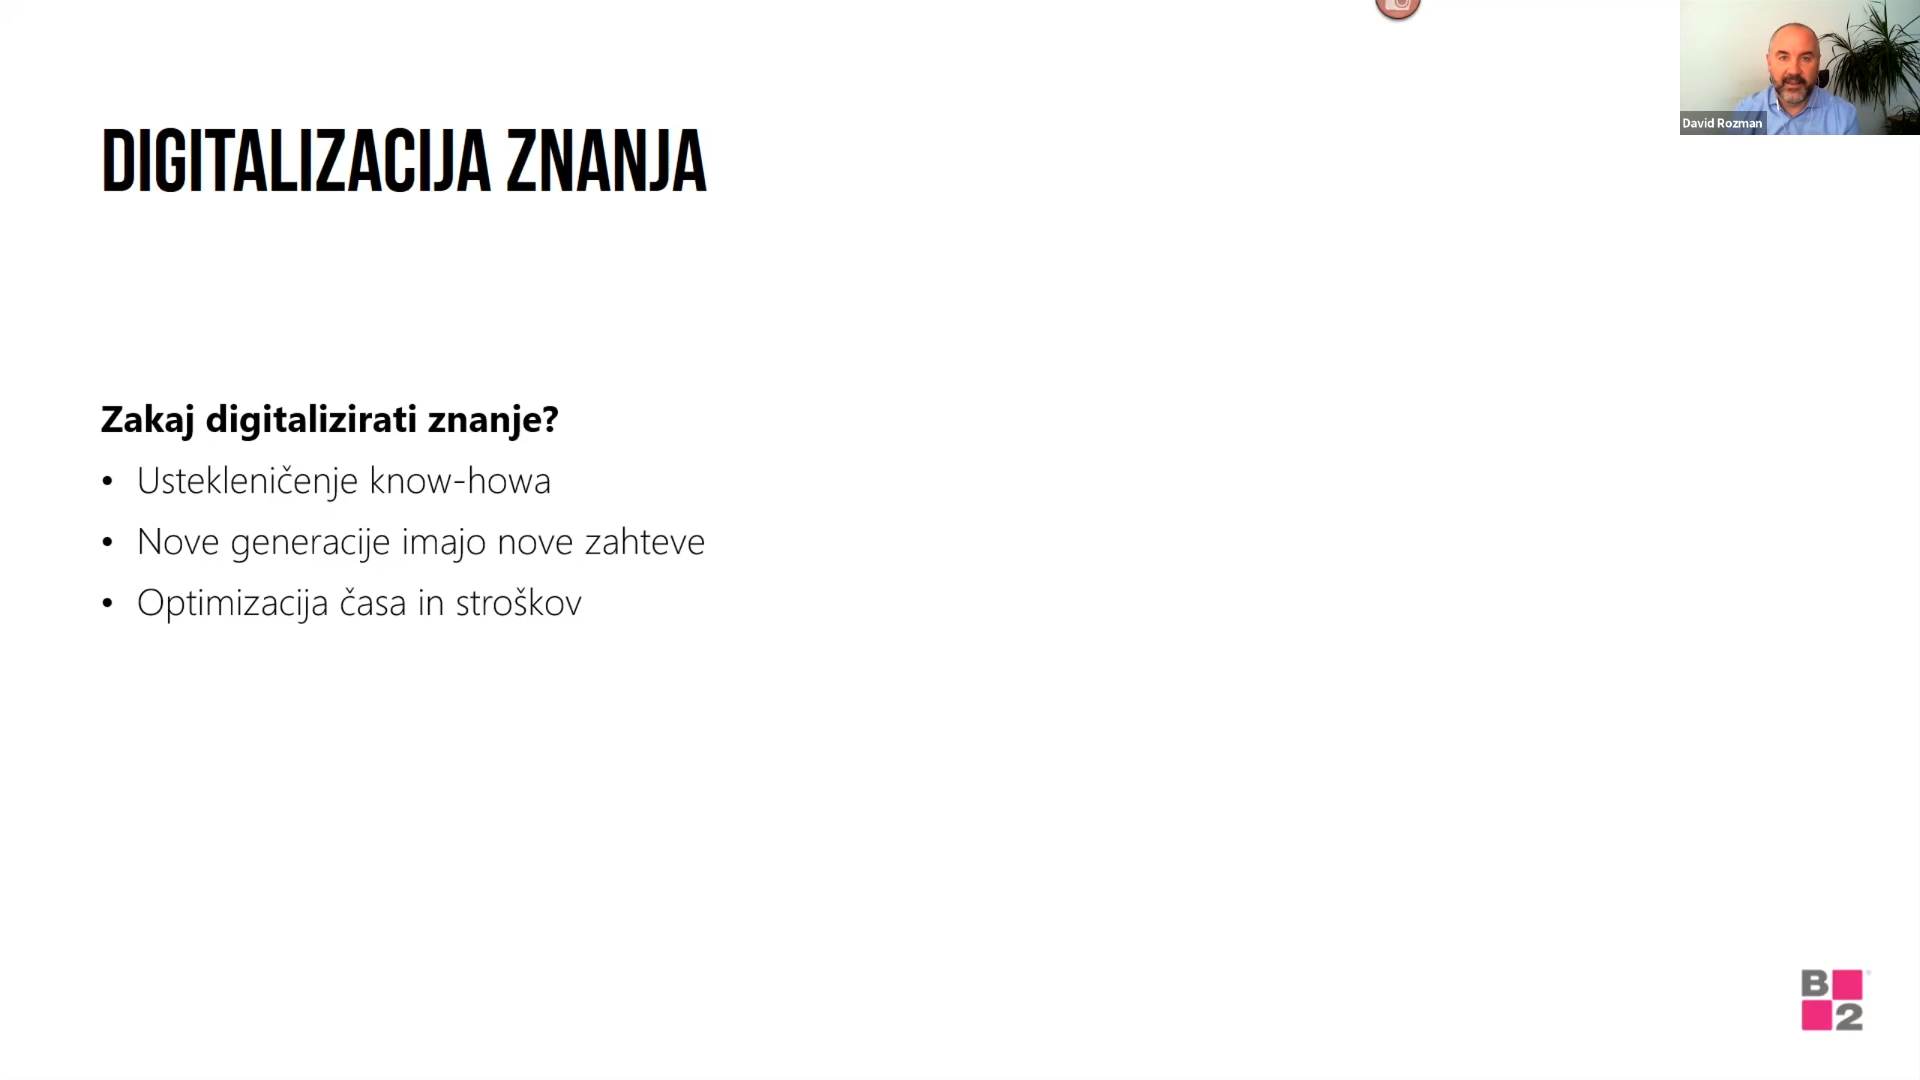 David Rozman
DIGITALIZACIJA ZNANJA
Zakaj digitalizirati znanje?
• Ustekleničenje know-howa
• Nove generacije imajo nove zahteve
• Optimizacija časa in stroškov
B
2